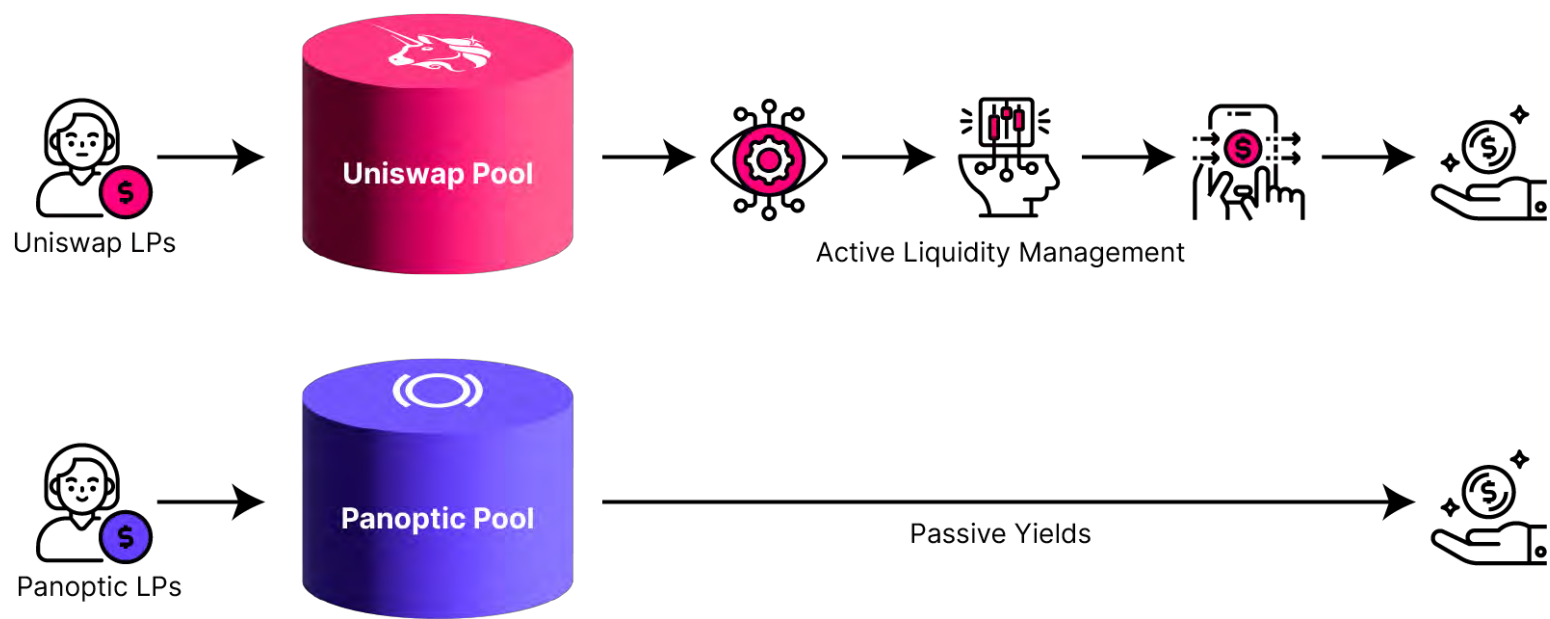 Uniswap Pool
$
$
$
Uniswap LPs
Active Liquidity Management
Panoptic Pool
$
$
Panoptic LPs
Passive Yields